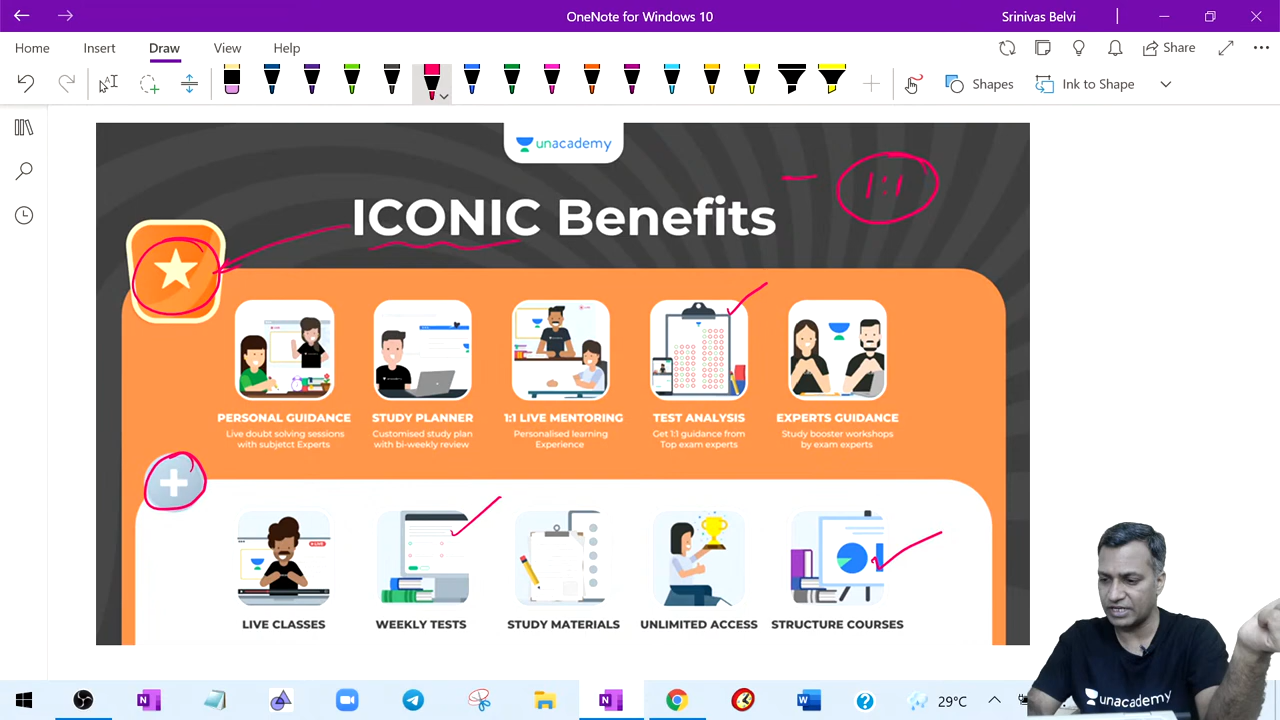 OneNote for Windows 10
Srinivas Belvi
Home Insert Draw View Help
Share
Shapes
Ink to Shape
unacademy
ICONIC Benefits
1:1
PERSONAL GUIDANCE
Live doubt solving sessions
with subject Experts
STUDY PLANNER
Customised study plan
with bi-weekly review
1:1 LIVE MENTORING
Personalised learning
Experience
TEST ANALYSIS
Get 1:1 guidance from
Top exam experts
EXPERTS GUIDANCE
Study booster workshops
by exam experts
LIVE CLASSES
WEEKLY TESTS
STUDY MATERIALS
UNLIMITED ACCESS
STRUCTURE COURSES
unacademy
29°C